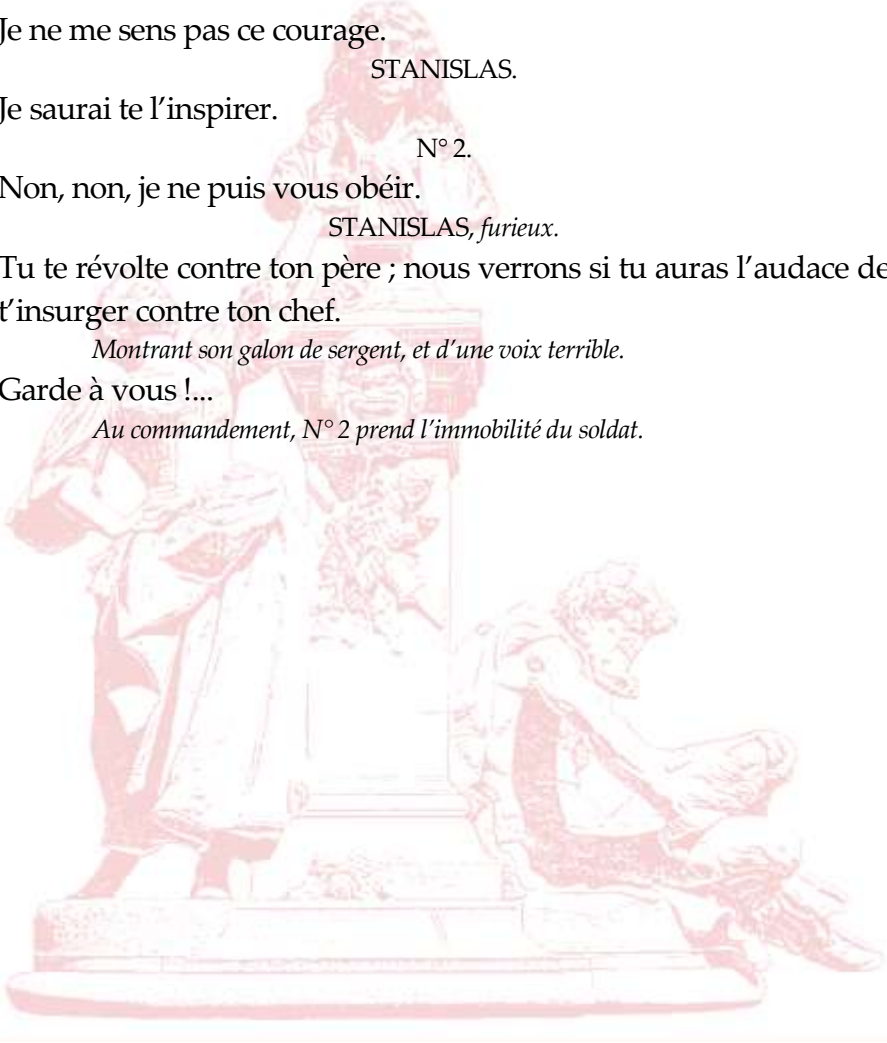 Je ne me sens pas ce courage.
STANISLAS.
Je saurai te l’inspirer.
N° 2.
Non, non, je ne puis vous obéir.
STANISLAS, furieux.
Tu te révolte contre ton père ; nous verrons si tu auras l’audace de
t’insurger contre ton chef.
Montrant son galon de sergent, et d’une voix terrible.
Garde à vous !...
Au commandement, N° 2 prend l’immobilité du soldat.